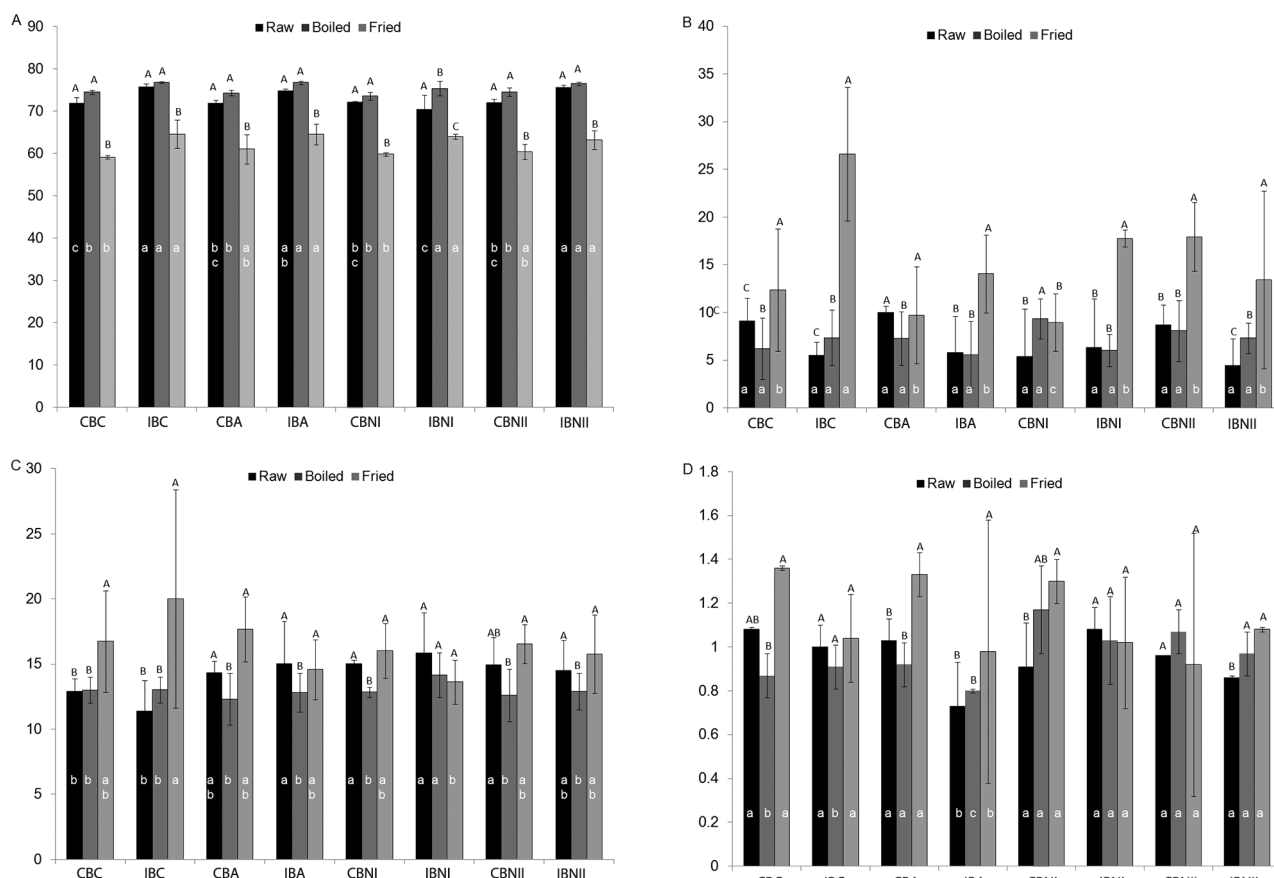 A
Raw Boiled Fried
90
80
70
60
50
40
30
20
10
0
A A B A A B A A B A A B A A B A B C A A B A A B
c b b a a a b b a a a a b b b c a a b b a a a a
c b b c c b
CBC IBC CBA IBA CBNI IBNI CBNII IBNII
B
Raw Boiled Fried
40
35
30
25
20
15
10
5
0
C
C B A C B A A B A B B A B A B B B A B B A C B A
a a b a a a a a b a a b a a c a a b a a b a a b
CBC IBC CBA IBA CBNI IBNI CBNII IBNII
C
Raw Boiled Fried
30
25
20
15
10
5
0
B B A B B A A B A A B A A B A A A A AB B A A B A
b b a b b a a b a a b a a b a a a b a b a a b a
b b b b b b b b
CBC IBC CBA IBA CBNI IBNI CBNII IBNII
D
Raw Boiled Fried
1.8
1.6
1.4
1.2
1
0.8
0.6
0.4
0.2
0
AB B A A A A B B A B B A B AB A A A A B A A B A A
a b a a b a a a a b c b a a a a a a a a a a a a